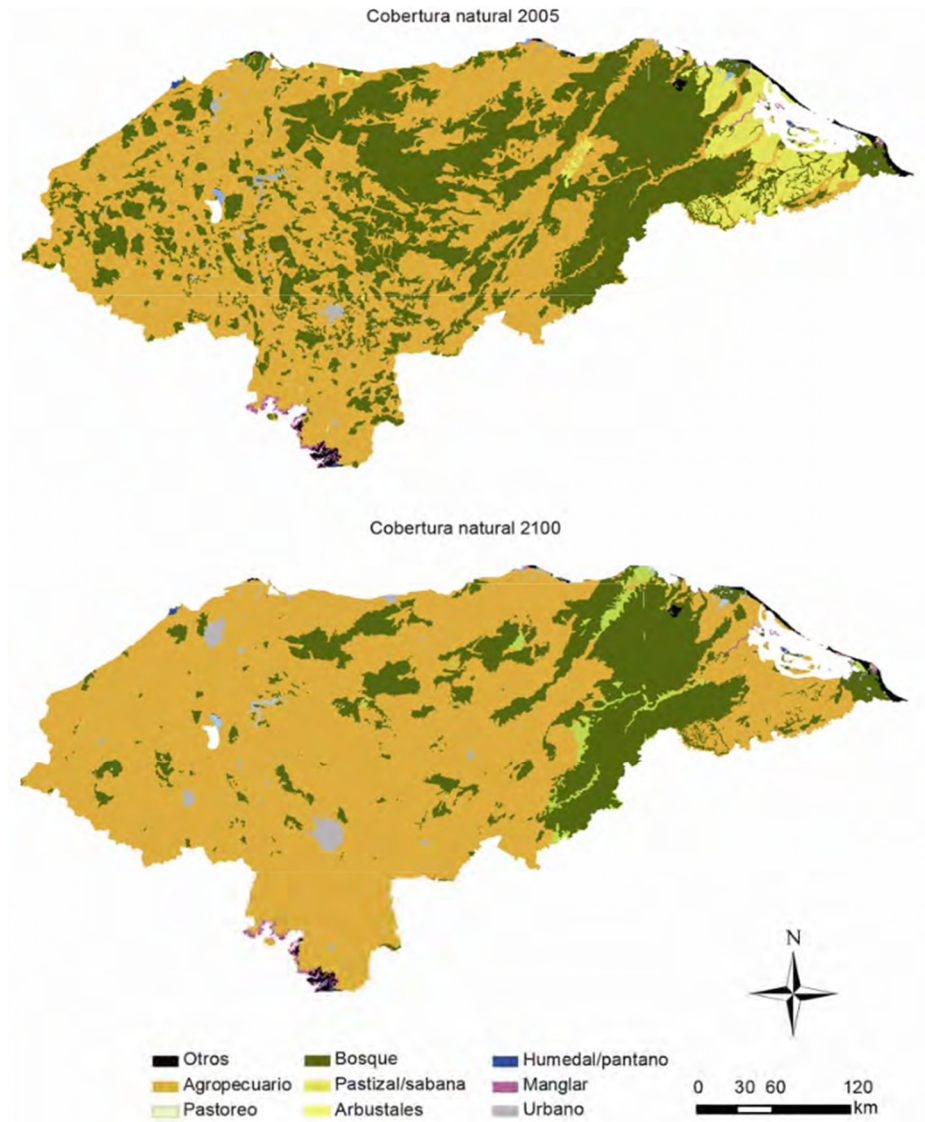 Cobertura natural 2005
Cobertura natural 2100
N
Otros
Agropecuario
Pastoreo
Bosque
Pastizal/sabana
Arbustales
Humedal/pantano
Manglar
Urbano
0 30 60 120
km